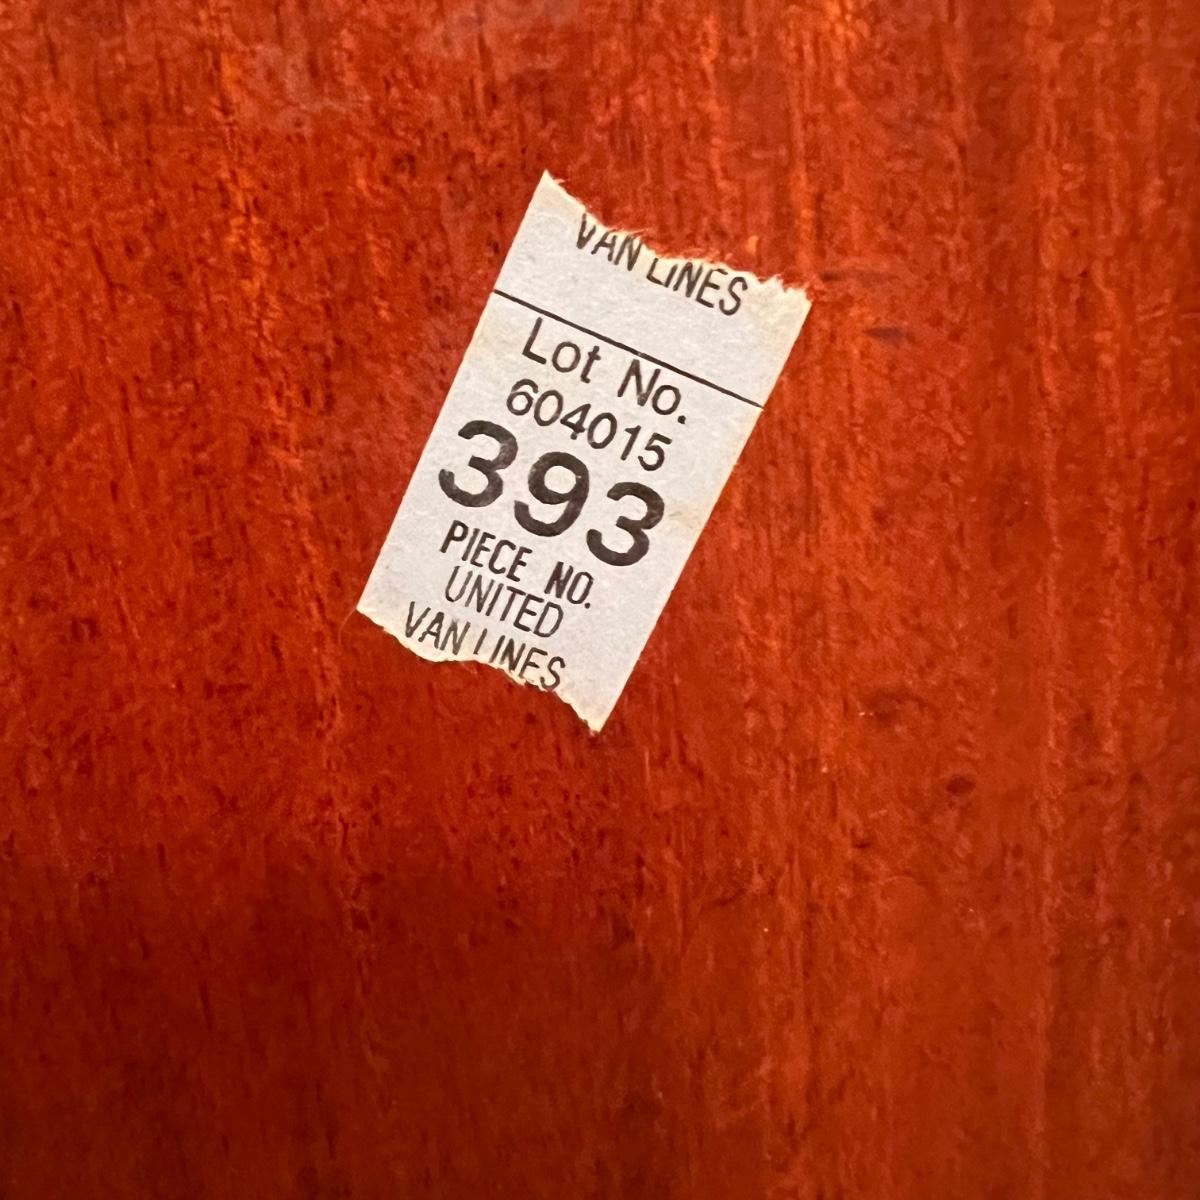 VAN LINES
Lot No.
604015
393
PIECE NO.
UNITED
VAN LINES